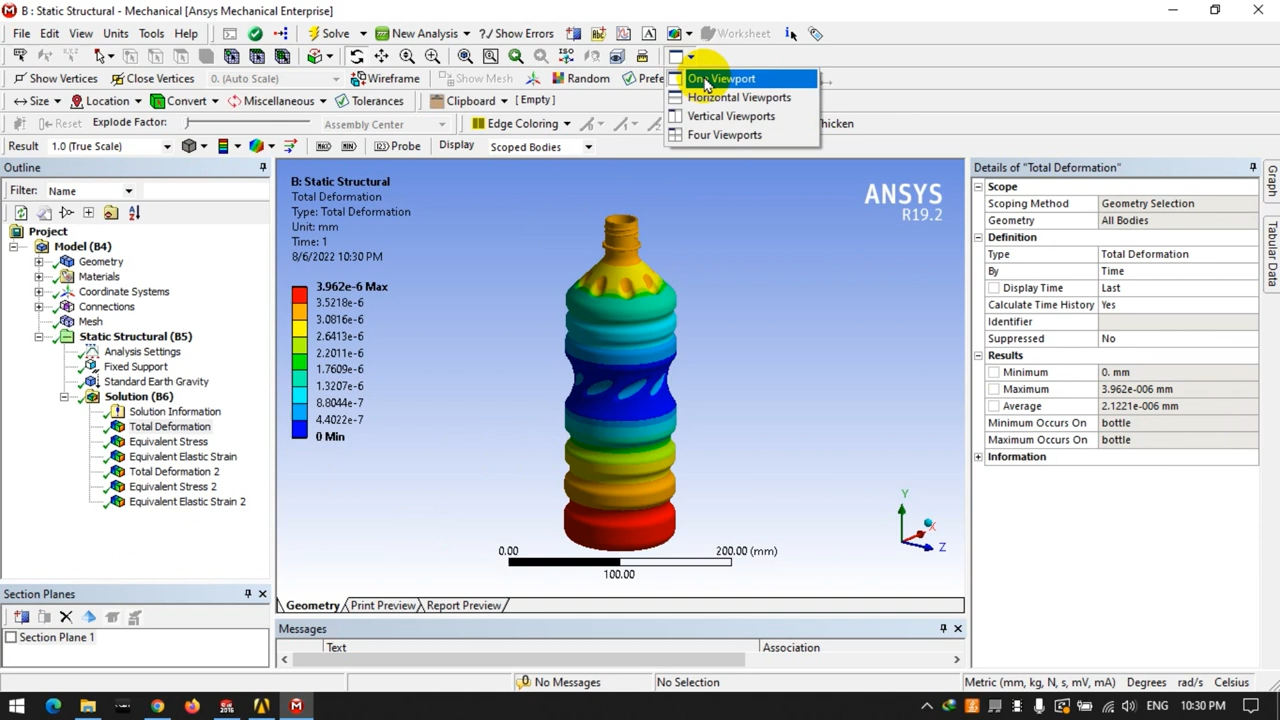 B : Static Structural - Mechanical [Ansys Mechanical Enterprise]
File Edit View Units Tools Help Solve New Analysis Show Errors Worksheet
Show Vertices Close Vertices 0. (Auto Scale) Wireframe Show Mesh Random Prefe
One Viewport
Horizontal Viewports
Vertical Viewports
Four Viewports
Size Location Convert Tolerances Clipboard [ Empty ]
Reset Explode Factor: Assembly Center Edge Coloring Thicken
Result 1.0 (True Scale) Probe Display Scoped Bodies
MAX MIN
Outline
Filter: Name
Project
Model (B4)
Geometry
Materials
Coordinate Systems
Connections
Mesh
Static Structural (B5)
Analysis Settings
Fixed Support
Standard Earth Gravity
Solution (B6)
Solution Information
Total Deformation
Equivalent Stress
Equivalent Elastic Strain
Total Deformation 2
Equivalent Stress 2
Equivalent Elastic Strain 2
Section Planes
Section Plane 1
B: Static Structural
Total Deformation
Type: Total Deformation
Unit: mm
Time: 1
8/6/2022 10:30 PM
3.962e-6 Max
3.5218e-6
3.0816e-6
2.6413e-6
2.2011e-6
1.7609e-6
1.3207e-6
8.8044e-7
4.4022e-7
0 Min
ANSYS
R19.2
Y
X
Z
0.00 200.00 (mm)
100.00
Geometry Print Preview Report Preview
Messages
Text Association
Details of "Total Deformation"
Scope
Scoping Method Geometry Selection
Geometry All Bodies
Definition
Type Total Deformation
By Time
Display Time Last
Calculate Time History Yes
Identifier
Suppressed No
Results
Minimum 0. mm
Maximum 3.962e-006 mm
Average 2.1221e-006 mm
Minimum Occurs On bottle
Maximum Occurs On bottle
Information
Graph
Tabular Data
No Messages No Selection Metric (mm, kg, N, s, mV, mA) Degrees rad/s Celsius
ENG 10:30 PM